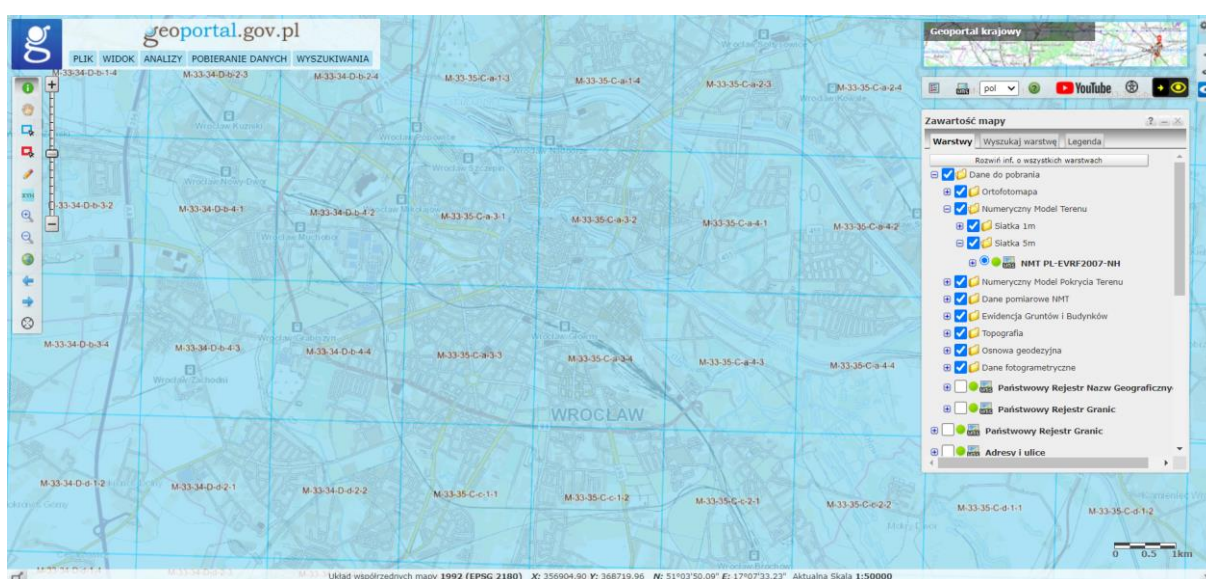 geoportal.gov.pl
PLIK WIDOK ANALIZY POBIERANIE DANYCH WYSZUKIWANIA
Geoportal krajowy
pol
YouTube
Zawartość mapy
Warstwy Wyszukaj warstwę Legenda
Rozwiń inf. o wszystkich warstwach
Dane do pobrania
Ortofotomapa
Numeryczny Model Terenu
Siatka 1m
Siatka 5m
NMT PL-EVRF2007-NH
Numeryczny Model Pokrycia Terenu
Dane pomiarowe NMT
Ewidencja Gruntów i Budynków
Topografia
Osnowa geodezyjna
Dane fotogrametryczne
Państwowy Rejestr Nazw Geograficzny
Państwowy Rejestr Granic
Państwowy Rejestr Granic
Adresy i ulice
M-33-34-D-b-1-4 M-33-34-D-b-2-3 M-33-34-D-b-2-4 M-33-35-C-a-1-3 M-33-35-C-a-1-4 M-33-35-C-a-2-3 M-33-35-C-a-2-4
Wrocław Kuźniki
Wrocław Szczepin
Wrocław Nowy Dwór
M-33-34-D-b-3-2 M-33-34-D-b-4-1 M-33-34-D-b-4-2 M-33-35-C-a-3-1 M-33-35-C-a-3-2 M-33-35-C-a-4-1 M-33-35-C-a-4-2
Wrocław Muchobór
M-33-34-D-b-3-4 M-33-34-D-b-4-3 M-33-34-D-b-4-4 M-33-35-C-a-3-3 M-33-35-C-a-3-4 M-33-35-C-a-4-3 M-33-35-C-a-4-4
Wrocław Zachodni
WROCŁAW
M-33-34-D-d-1-2 M-33-34-D-d-2-1 M-33-34-D-d-2-2 M-33-35-C-c-1-1 M-33-35-C-c-1-2 M-33-35-C-c-2-1 M-33-35-C-c-2-2 M-33-35-C-d-1-1 M-33-35-C-d-1-2
0 0.5 1km
Układ współrzędnych mapy 1992 (EPSG 2180) X: 356904.90 Y: 368719.96 N: 51°03'50.09" E: 17°07'33.23" Aktualna Skala 1:50000